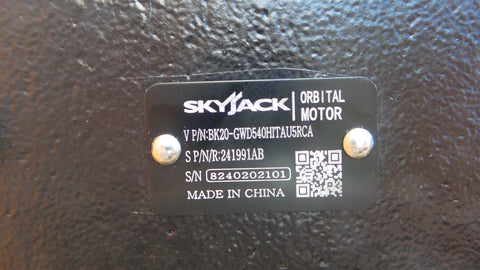 SKYJACK ORBITAL MOTOR
V P/N:BK20-GWD540HITAU5RCA
S P/N/R:241991AB
S/N 8240202101
MADE IN CHINA